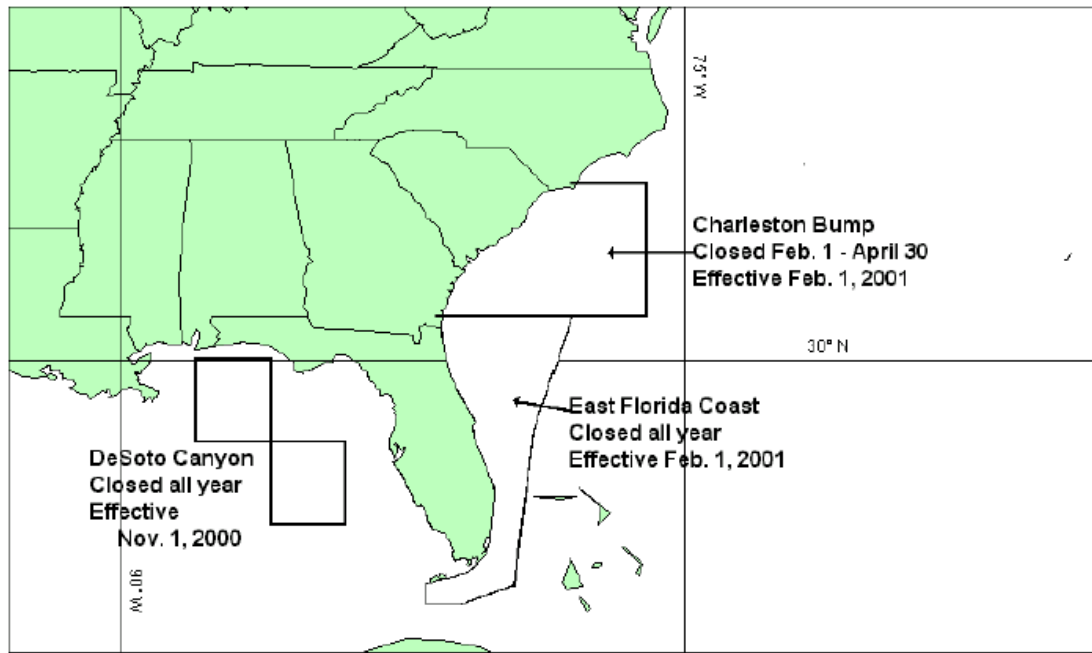 75° W
Charleston Bump
Closed Feb. 1 - April 30
Effective Feb. 1, 2001
30° N
East Florida Coast
Closed all year
Effective Feb. 1, 2001
DeSoto Canyon
Closed all year
Effective
Nov. 1, 2000
90° W